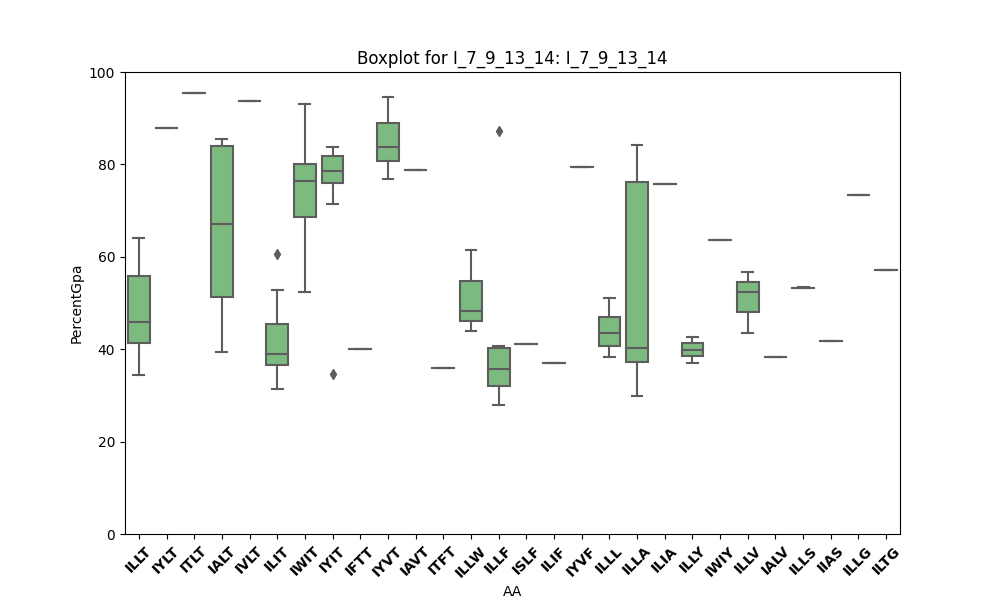 Boxplot for I_7_9_13_14: I_7_9_13_14
100
80
60
40
20
0
PercentGpa
ILLT IYLT ITLT IALT IVLT ILIT IWIT IYIT IFTT IYVT IAVT ITFT ILLW ILLF ISLF ILIF IYVF ILLL ILLA ILIA ILLY IWIY ILLV IALV ILLS IIAS ILLG ILTG
AA